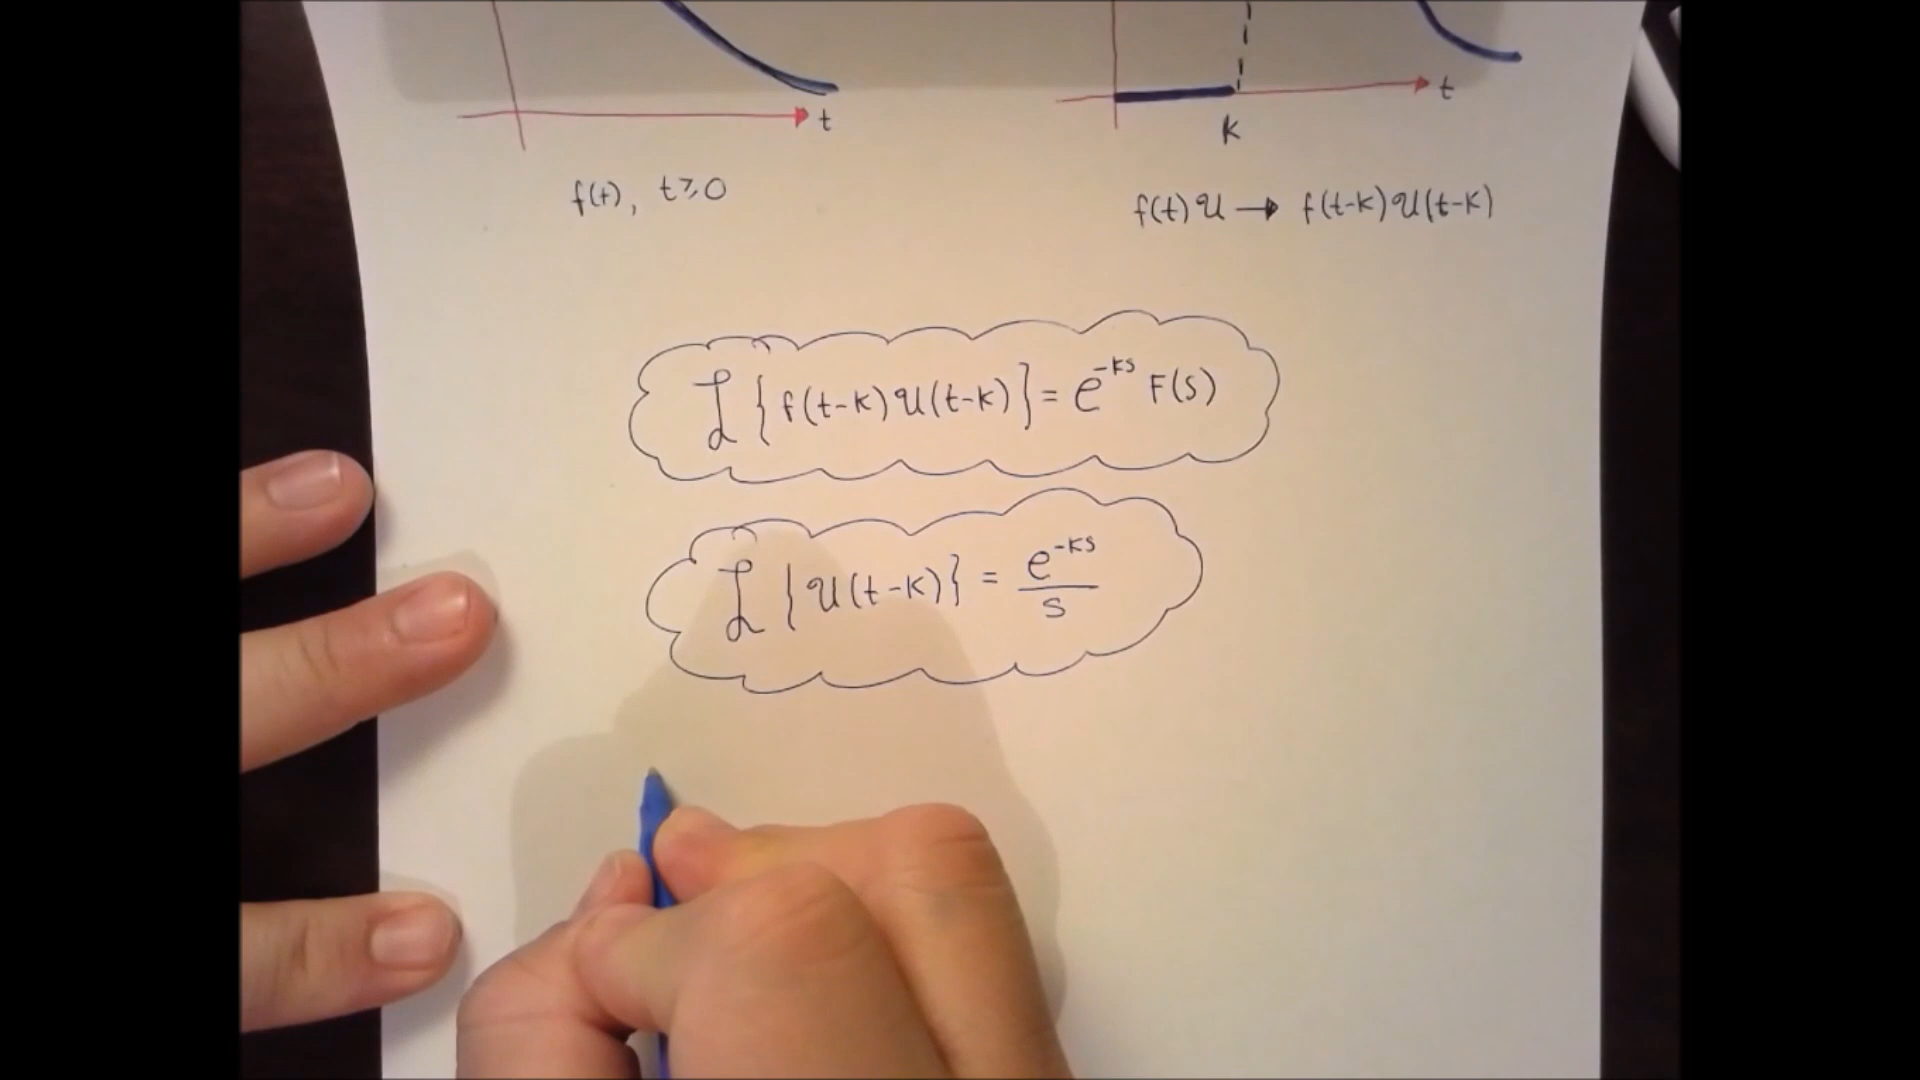 t
t
k
f(t), t≥0
f(t)𝒰 → f(t-k)𝒰(t-k)
ℒ{f(t-k)𝒰(t-k)} = e^{-ks} F(s)
ℒ{𝒰(t-k)} = e^{-ks}/s